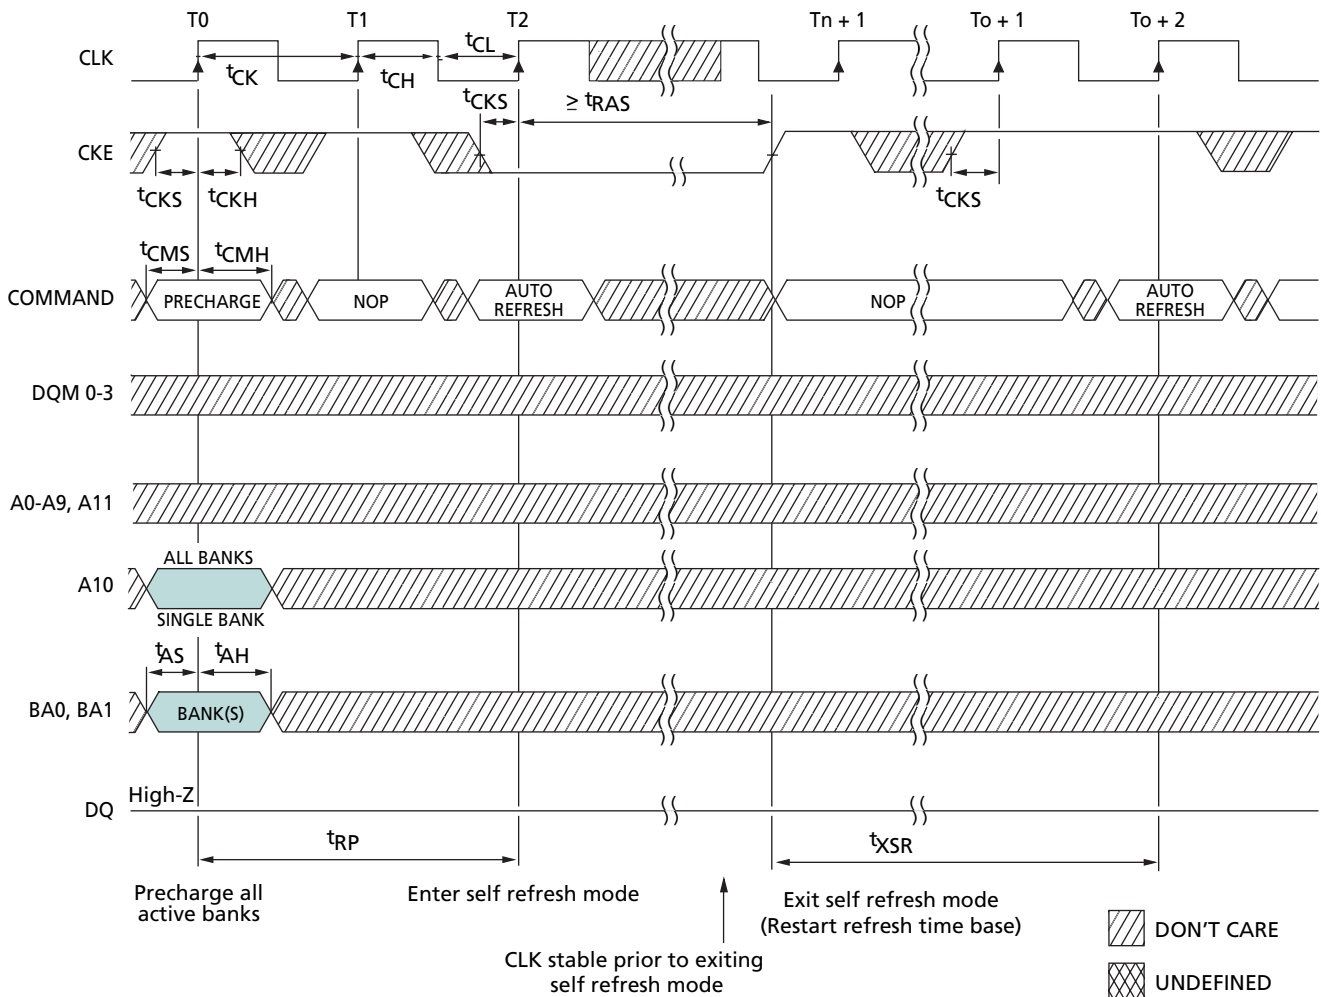 T0 T1 T2 Tn + 1 To + 1 To + 2
CLK
tCK tCH tCL
tCKS ≥ tRAS
CKE
tCKS tCKH tCKS
tCMS tCMH
COMMAND PRECHARGE NOP AUTO REFRESH NOP AUTO REFRESH
DQM 0-3
A0-A9, A11
ALL BANKS
A10
SINGLE BANK
tAS tAH
BA0, BA1 BANK(S)
High-Z
DQ
tRP tXSR
Precharge all
active banks
Enter self refresh mode
CLK stable prior to exiting
self refresh mode
Exit self refresh mode
(Restart refresh time base)
DON'T CARE
UNDEFINED